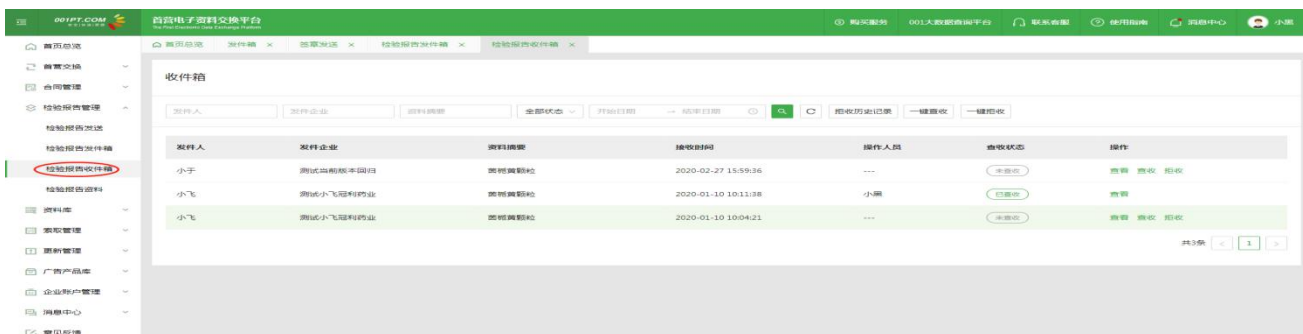 001PT.COM
首营电子资料交换平台
The First Electronic Data Exchange Platform
购买服务 001大数据查询平台 联系客服 使用指南 消息中心 小黑
首页总览
首营交换
合同管理
检验报告管理
检验报告发送
检验报告发件箱
检验报告收件箱
检验报告资料
资料库
索取管理
更新管理
广告产品库
企业账户管理
消息中心
意见反馈
首页总览 发件箱 × 签章发送 × 检验报告发件箱 × 检验报告收件箱 ×
收件箱
发件人 发件企业 资料摘要 全部状态 开始日期 → 结束日期 拒收历史记录 一键查收 一键拒收
发件人 发件企业 资料摘要 接收时间 操作人员 查收状态 操作
小于 测试当前版本回归 茵栀黄颗粒 2020-02-27 15:59:36 --- 未查收 查看 查收 拒收
小飞 测试小飞冠利药业 茵栀黄颗粒 2020-01-10 10:11:38 小黑 已查收 查看
小飞 测试小飞冠利药业 茵栀黄颗粒 2020-01-10 10:04:21 --- 未查收 查看 查收 拒收
共3条 < 1 >